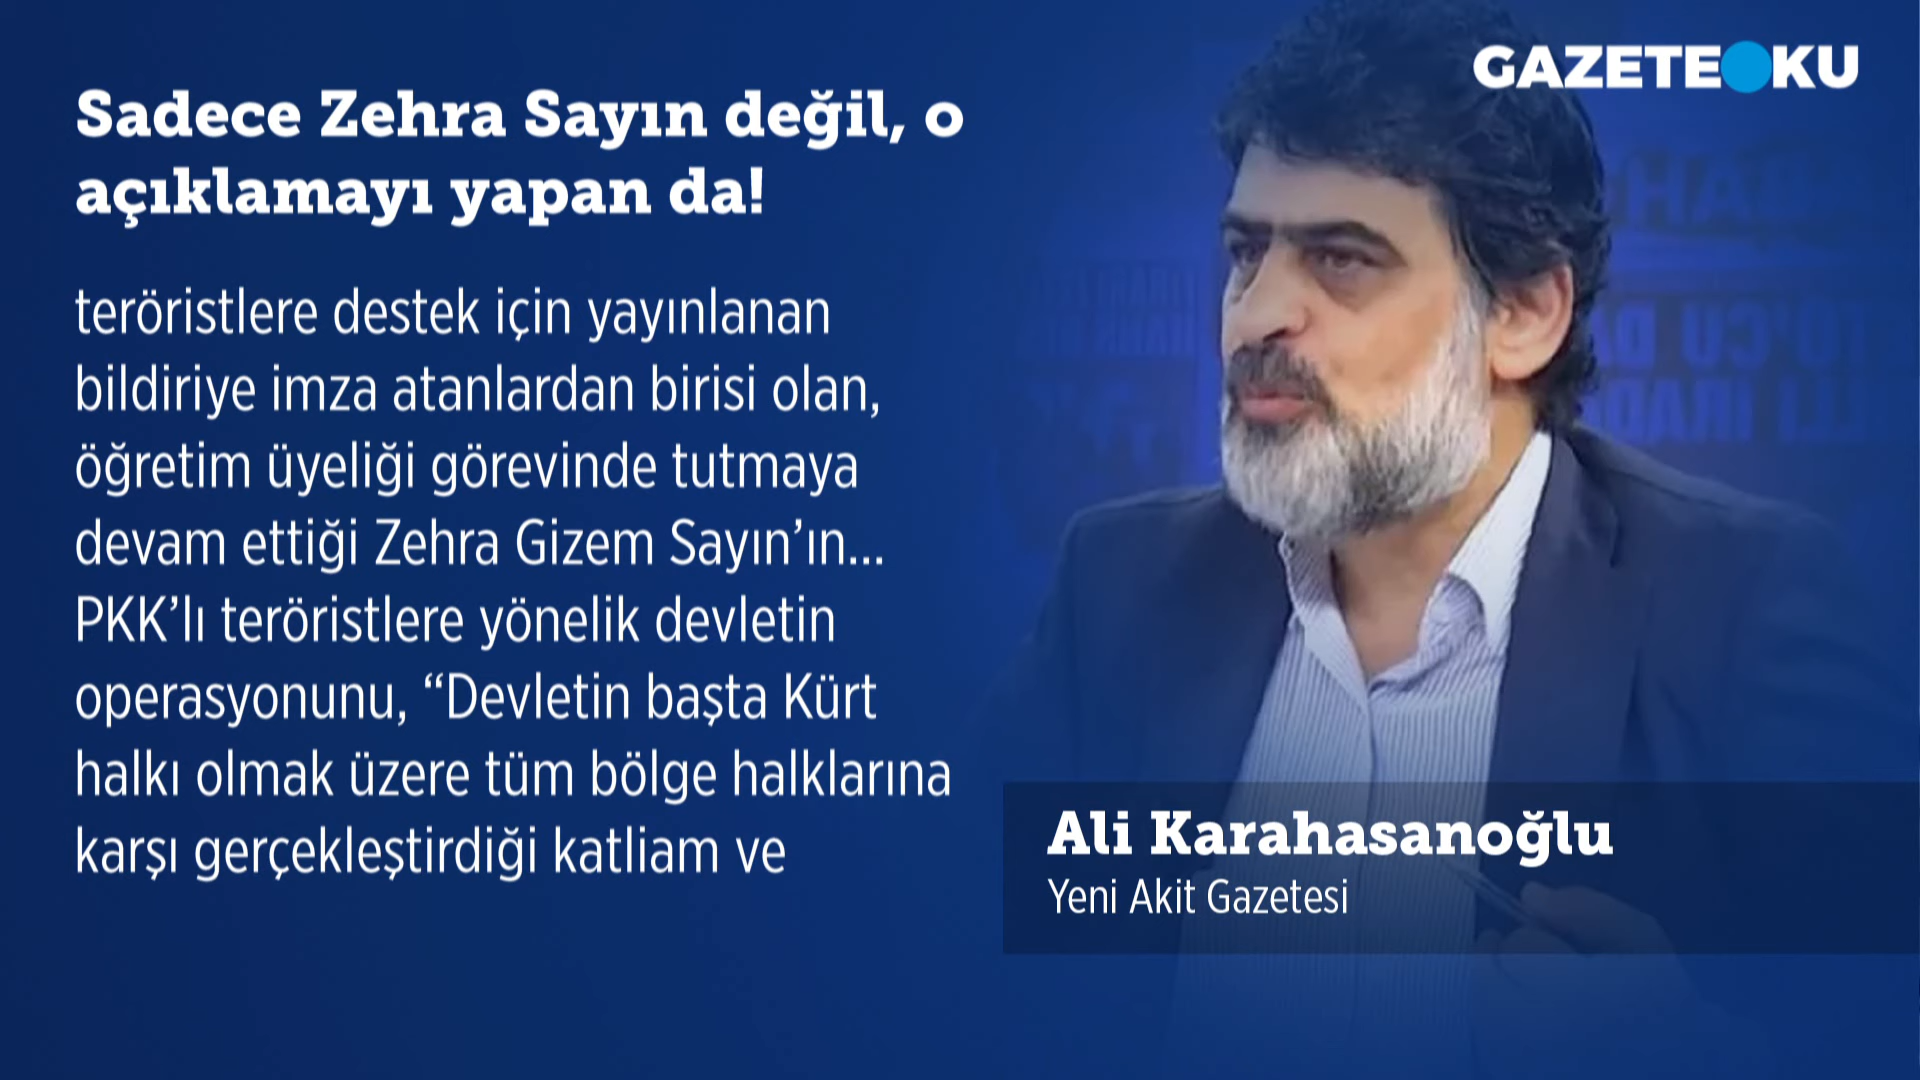 GAZETEOKU
Sadece Zehra Sayın değil, o
açıklamayı yapan da!
teröristlere destek için yayınlanan
bildiriye imza atanlardan birisi olan,
öğretim üyeliği görevinde tutmaya
devam ettiği Zehra Gizem Sayın’ın...
PKK’lı teröristlere yönelik devletin
operasyonunu, “Devletin başta Kürt
halkı olmak üzere tüm bölge halklarına
karşı gerçekleştirdiği katliam ve
Ali Karahasanoğlu
Yeni Akit Gazetesi